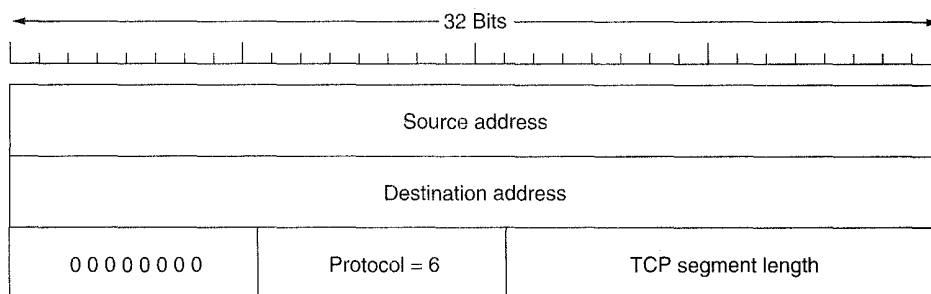 32 Bits
Source address
Destination address
0 0 0 0 0 0 0 0 Protocol = 6 TCP segment length